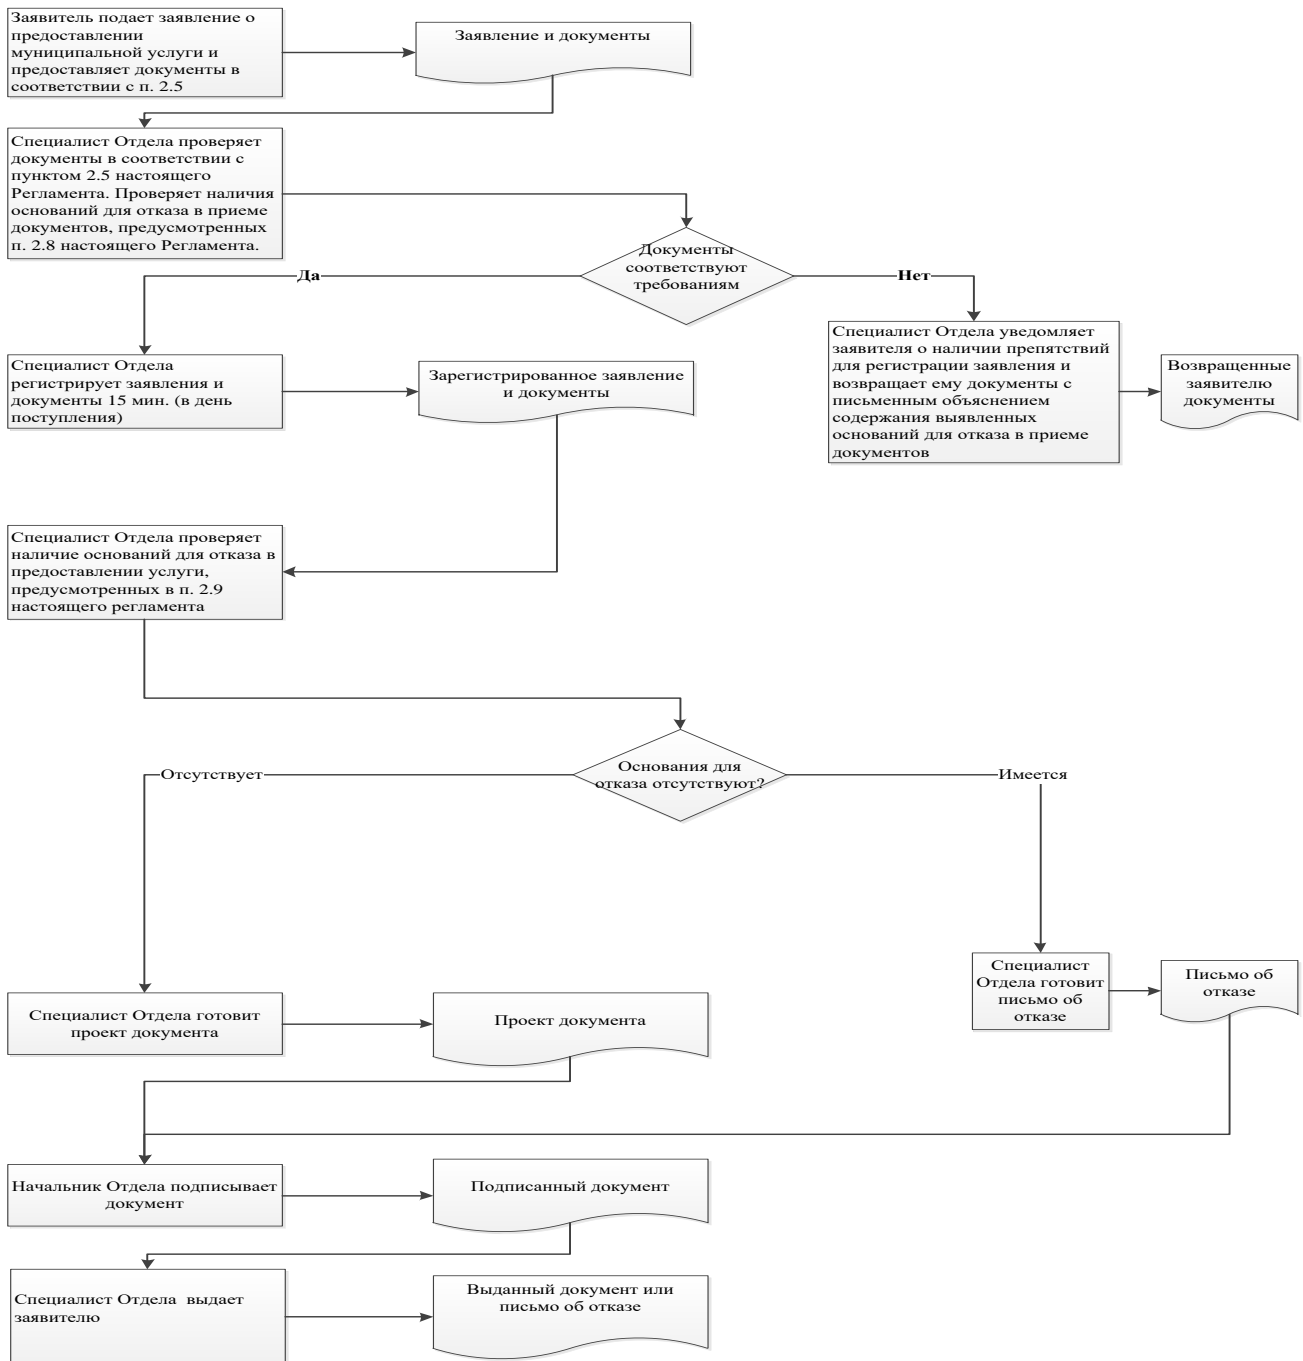 Заявитель подает заявление о
предоставлении
муниципальной услуги и
предоставляет документы в
соответствии с п. 2.5
Заявление и документы
Специалист Отдела проверяет
документы в соответствии с
пунктом 2.5 настоящего
Регламента. Проверяет наличия
оснований для отказа в приеме
документов, предусмотренных
п. 2.8 настоящего Регламента.
Документы
соответствуют
требованиям
Да
Нет
Специалист Отдела
регистрирует заявления и
документы 15 мин. (в день
поступления)
Зарегистрированное заявление
и документы
Специалист Отдела уведомляет
заявителя о наличии препятствий
для регистрации заявления и
возвращает ему документы с
письменным объяснением
содержания выявленных
оснований для отказа в приеме
документов
Возвращенные
заявителю
документы
Специалист Отдела проверяет
наличие оснований для отказа в
предоставлении услуги,
предусмотренных в п. 2.9
настоящего регламента
Основания для
отказа отсутствуют?
Отсутствует
Имеется
Специалист Отдела готовит
проект документа
Проект документа
Специалист
Отдела готовит
письмо об
отказе
Письмо об
отказе
Начальник Отдела подписывает
документ
Подписанный документ
Специалист Отдела  выдает
заявителю
Выданный документ или
письмо об отказе